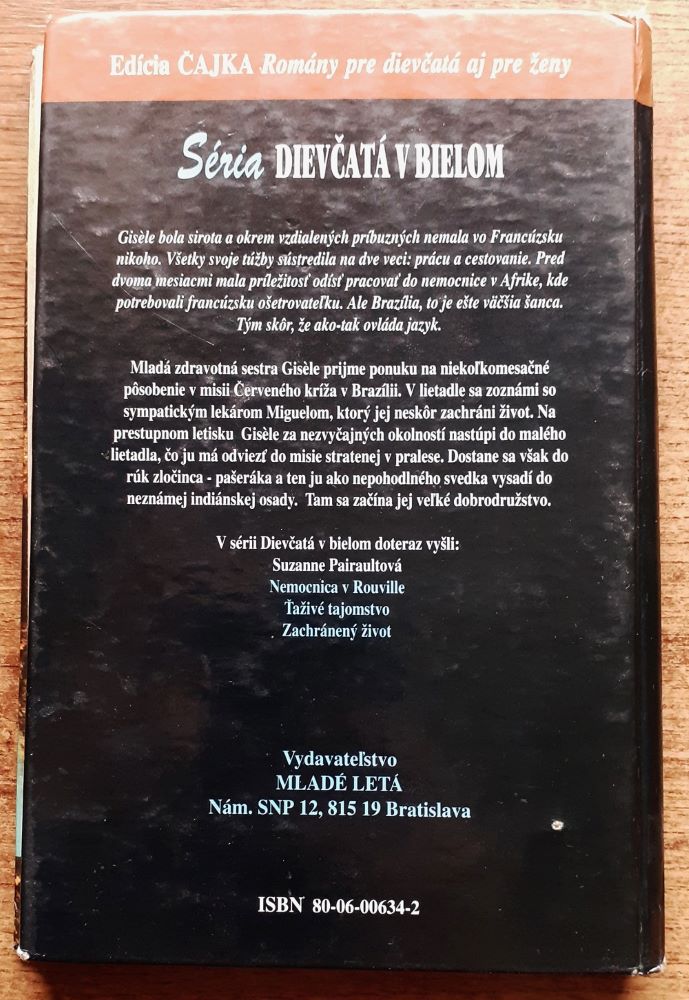 Edícia ČAJKA Romány pre dievčatá aj pre ženy
Séria DIEVČATÁ V BIELOM
Gisèle bola sirota a okrem vzdialených príbuzných nemala vo Francúzsku
nikoho. Všetky svoje túžby sústredila na dve veci: prácu a cestovanie. Pred
dvoma mesiacmi mala príležitosť odísť pracovať do nemocnice v Afrike, kde
potrebovali francúzsku ošetrovateľku. Ale Brazília, to je ešte väčšia šanca.
Tým skôr, že ako-tak ovláda jazyk.
Mladá zdravotná sestra Gisèle prijme ponuku na niekoľkomesačné
pôsobenie v misii Červeného kríža v Brazílii. V lietadle sa zoznámi so
sympatickým lekárom Miguelom, ktorý jej neskôr zachráni život. Na
prestupnom letisku Gisèle za nezvyčajných okolností nastúpi do malého
lietadla, čo ju má odviezť do misie stratenej v pralese. Dostane sa však do
rúk zločinca - pašeráka a ten ju ako nepohodlného svedka vysadí do
neznámej indiánskej osady. Tam sa začína jej veľké dobrodružstvo.
V sérii Dievčatá v bielom doteraz vyšli:
Suzanne Pairaultová
Nemocnica v Rouville
Ťaživé tajomstvo
Zachránený život
Vydavateľstvo
MLADÉ LETÁ
Nám. SNP 12, 815 19 Bratislava
ISBN 80-06-00634-2